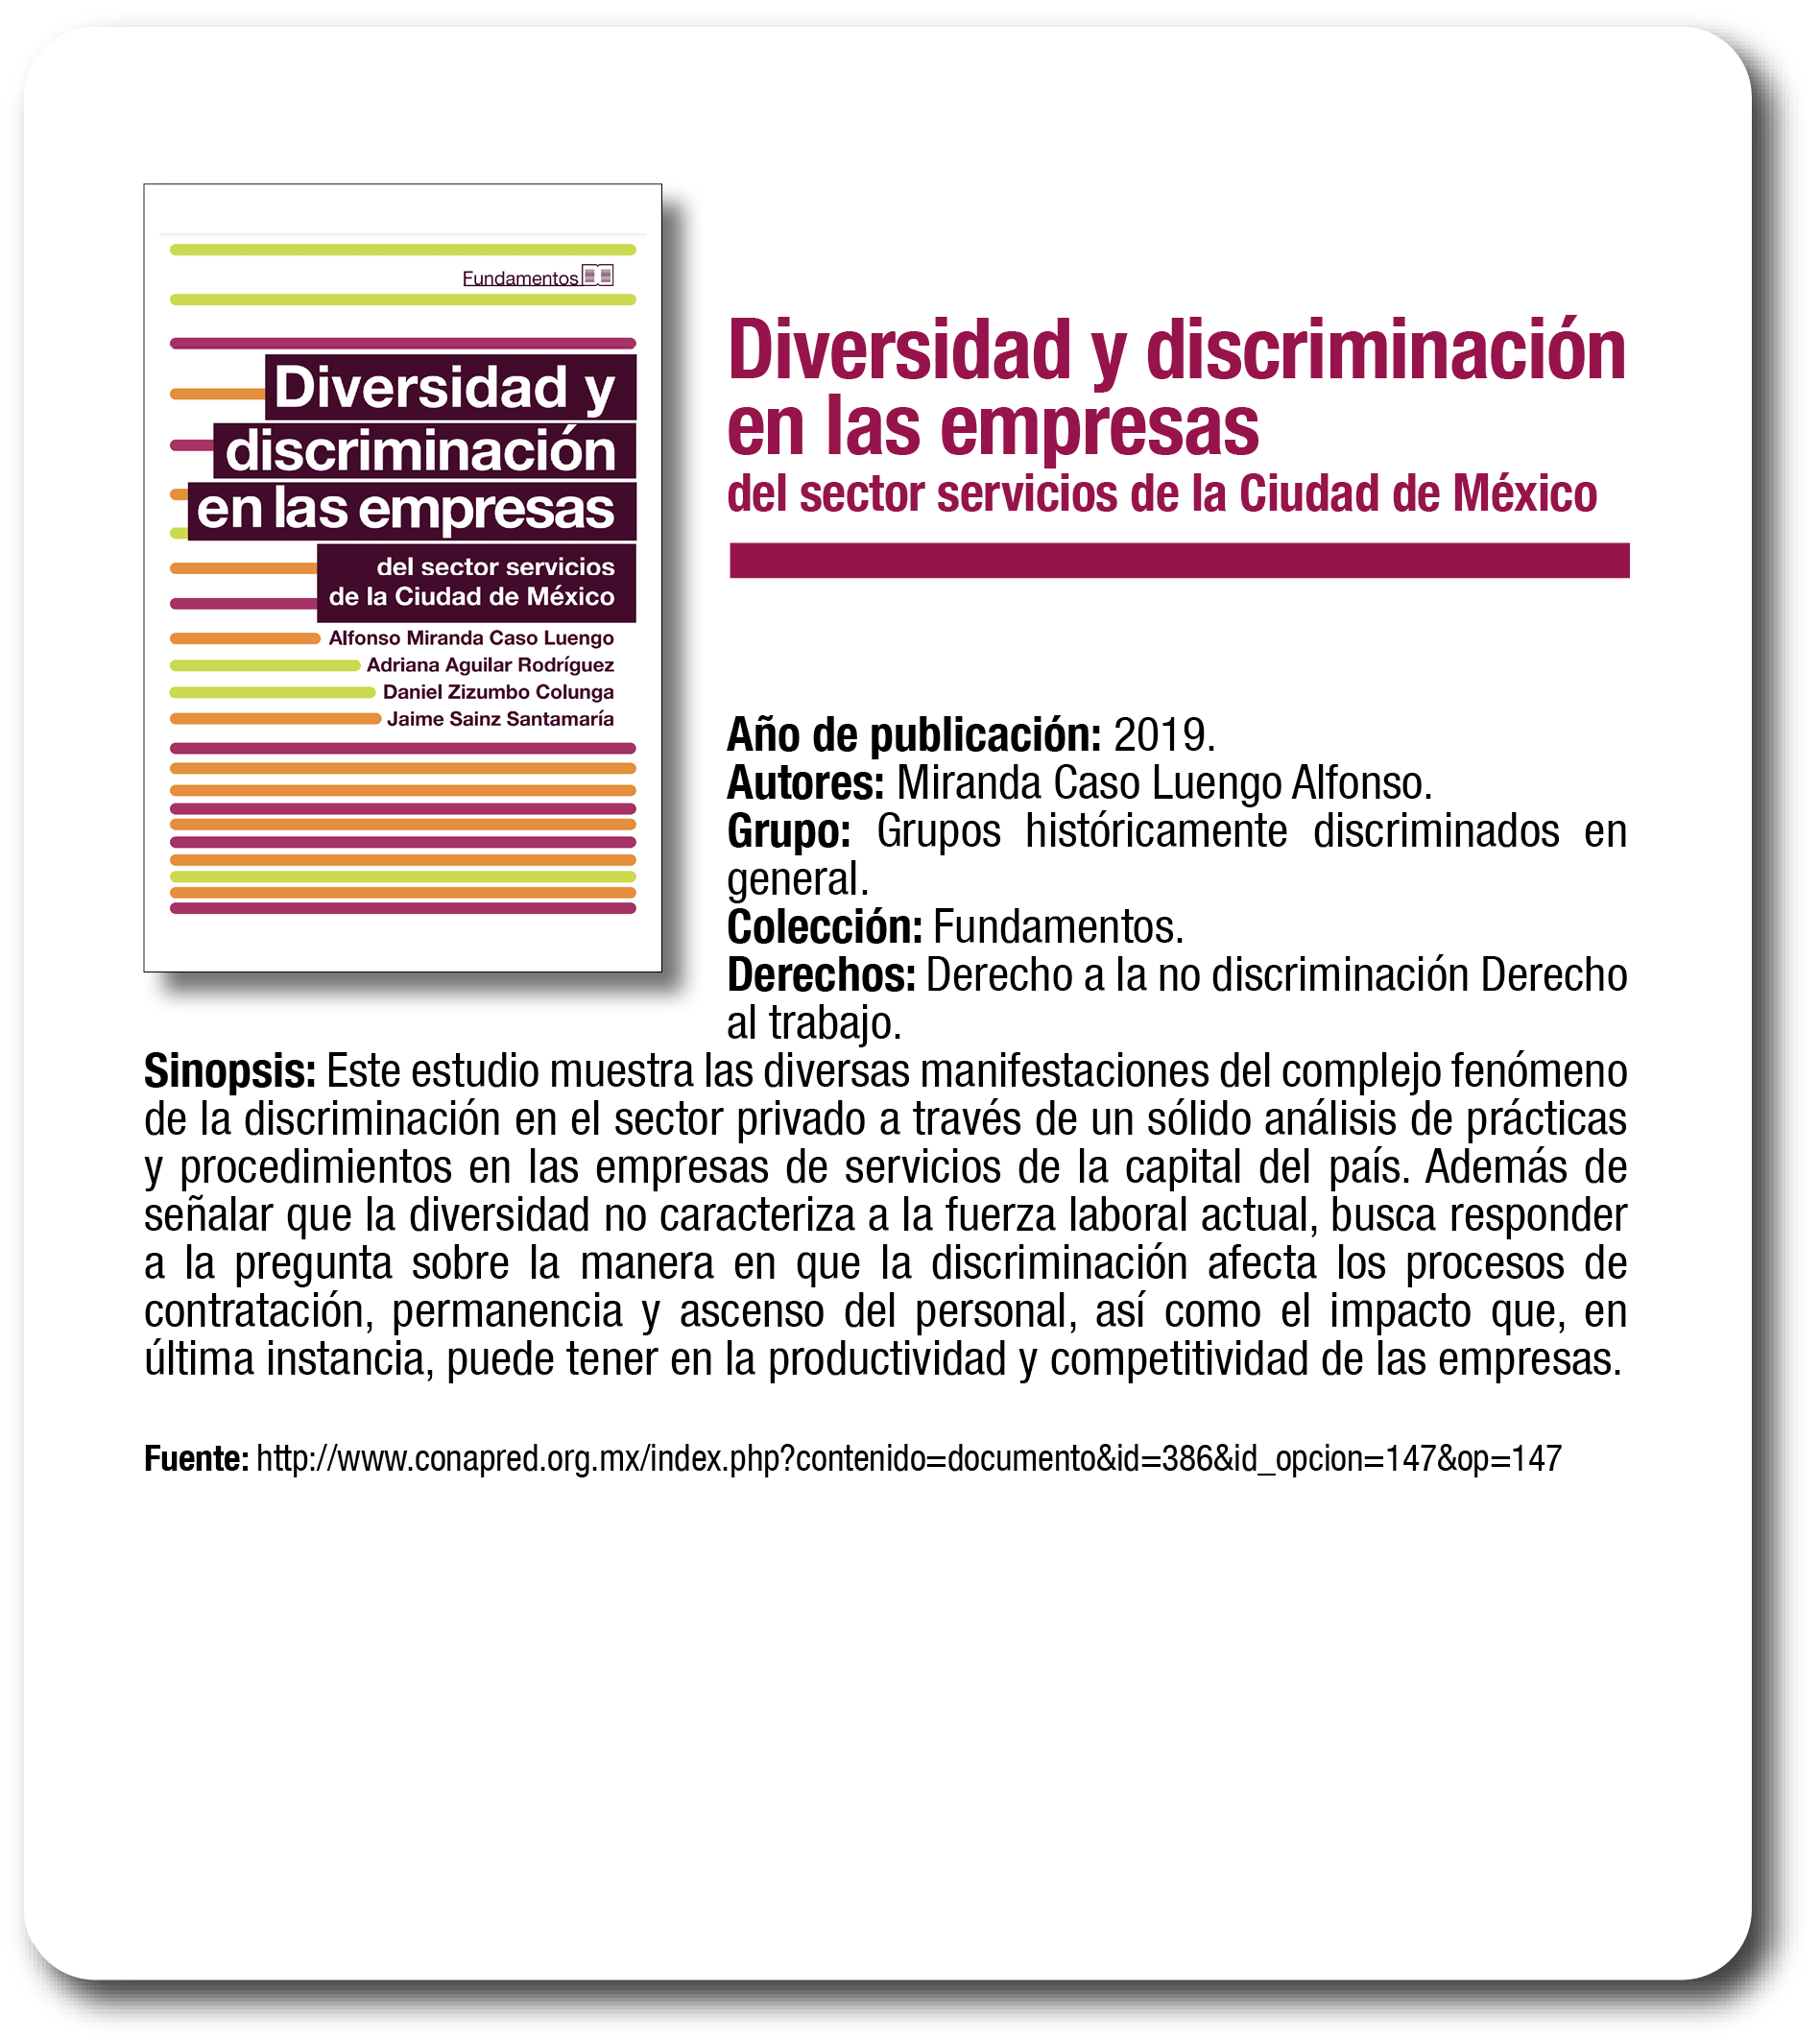 Fundamentos
Diversidad y
discriminación
en las empresas
del sector servicios
de la Ciudad de México
Alfonso Miranda Caso Luengo
Adriana Aguilar Rodríguez
Daniel Zizumbo Colunga
Jaime Sainz Santamaría
Diversidad y discriminación
en las empresas
del sector servicios de la Ciudad de México
Año de publicación: 2019.
Autores: Miranda Caso Luengo Alfonso.
Grupo: Grupos históricamente discriminados en
general.
Colección: Fundamentos.
Derechos: Derecho a la no discriminación Derecho
al trabajo.
Sinopsis: Este estudio muestra las diversas manifestaciones del complejo fenómeno
de la discriminación en el sector privado a través de un sólido análisis de prácticas
y procedimientos en las empresas de servicios de la capital del país. Además de
señalar que la diversidad no caracteriza a la fuerza laboral actual, busca responder
a la pregunta sobre la manera en que la discriminación afecta los procesos de
contratación, permanencia y ascenso del personal, así como el impacto que, en
última instancia, puede tener en la productividad y competitividad de las empresas.
Fuente: http://www.conapred.org.mx/index.php?contenido=documento&id=386&id_opcion=147&op=147